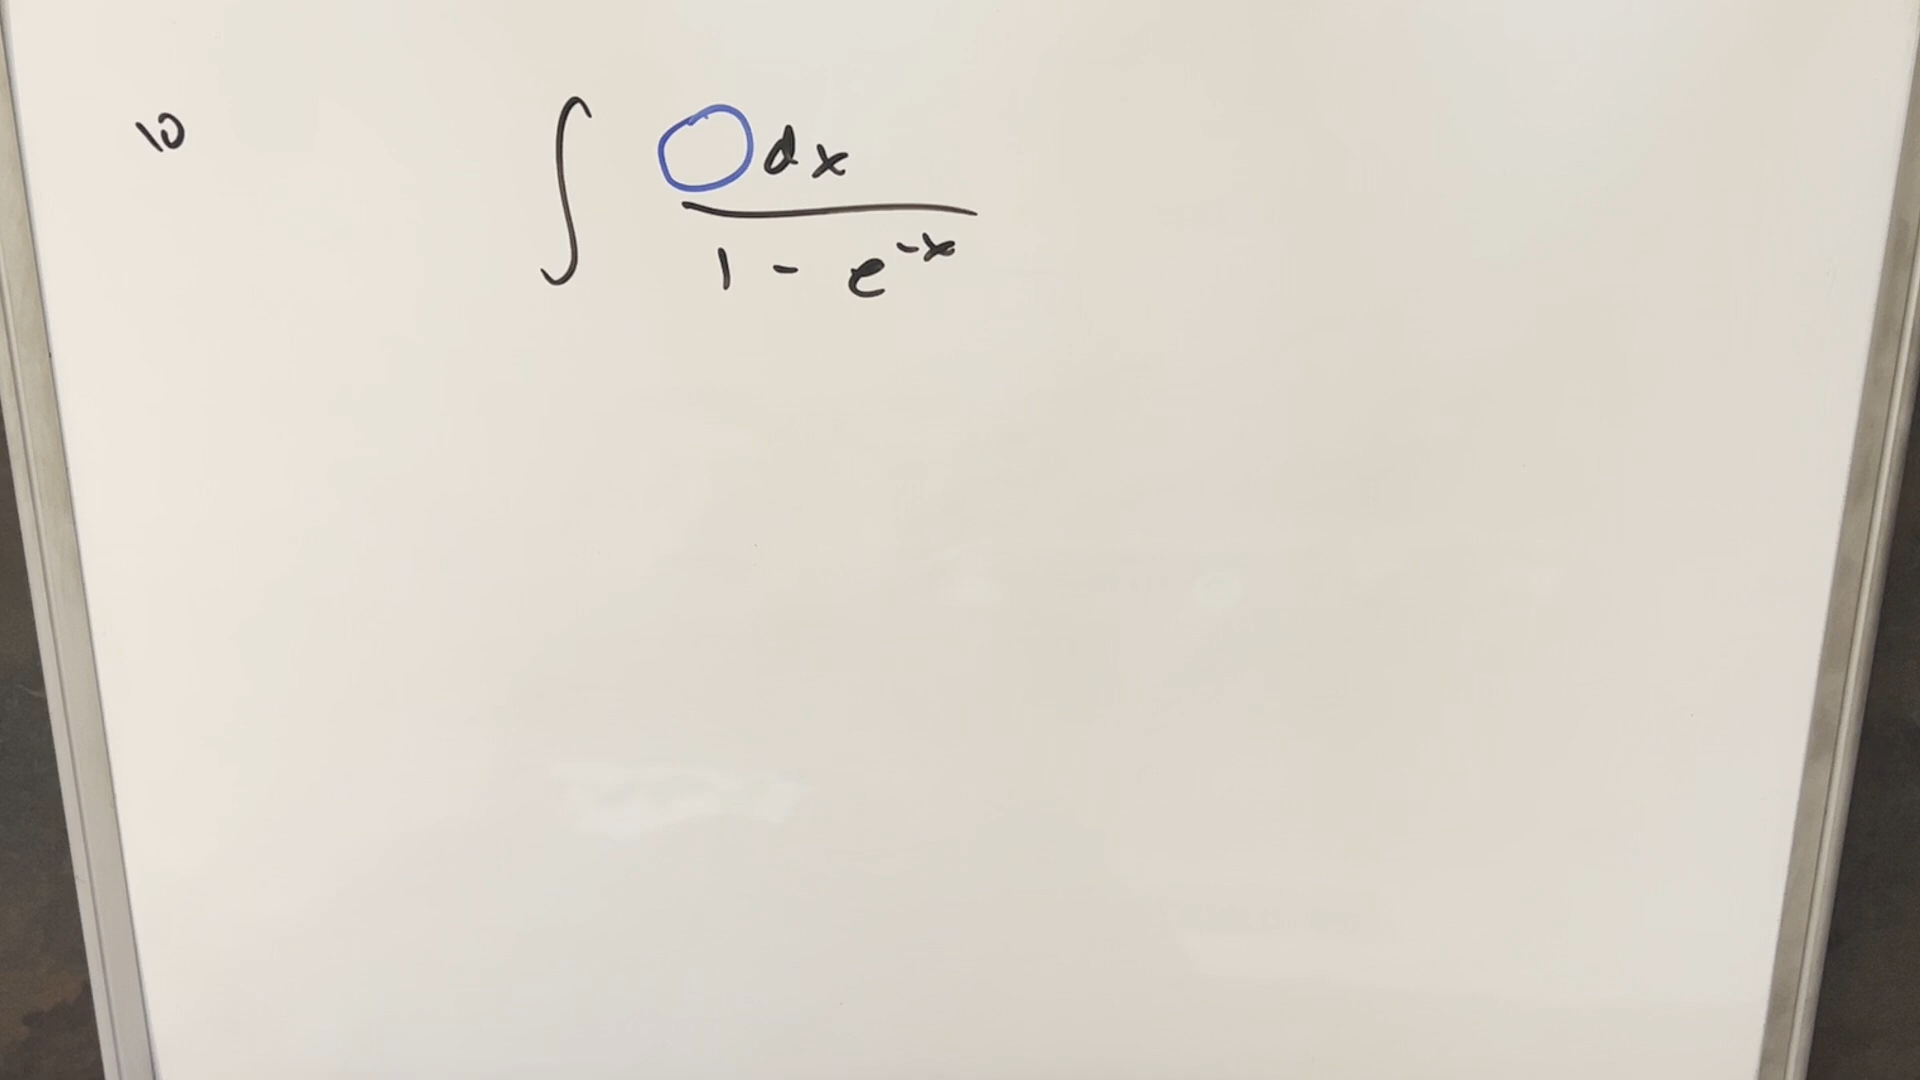 10 ∫ dx
1 - e^{-x}